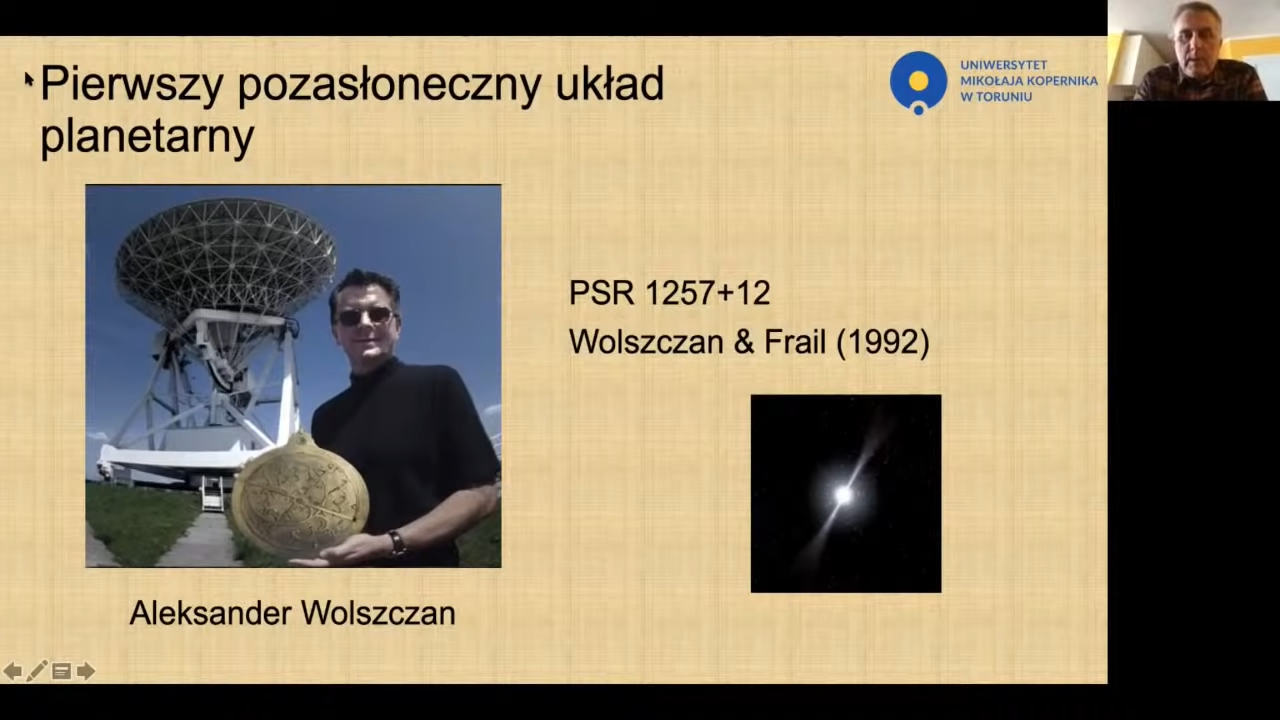 Pierwszy pozasłoneczny układ
planetarny
UNIWERSYTET
MIKOŁAJA KOPERNIKA
W TORUNIU
PSR 1257+12
Wolszczan & Frail (1992)
Aleksander Wolszczan